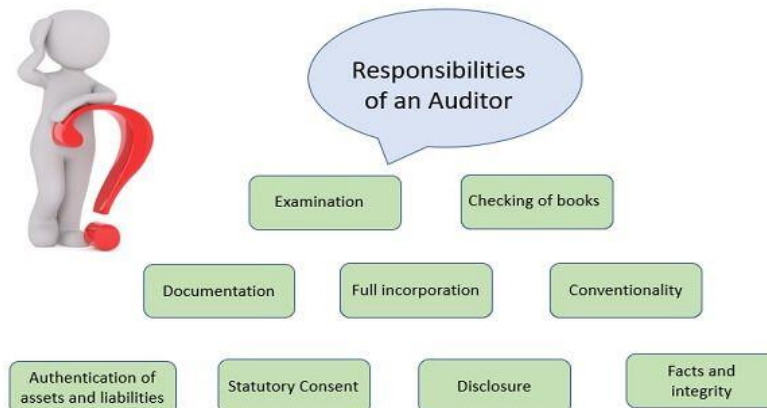 Responsibilities
of an Auditor
Examination
Checking of books
Documentation
Full incorporation
Conventionality
Authentication of
assets and liabilities
Statutory Consent
Disclosure
Facts and
integrity